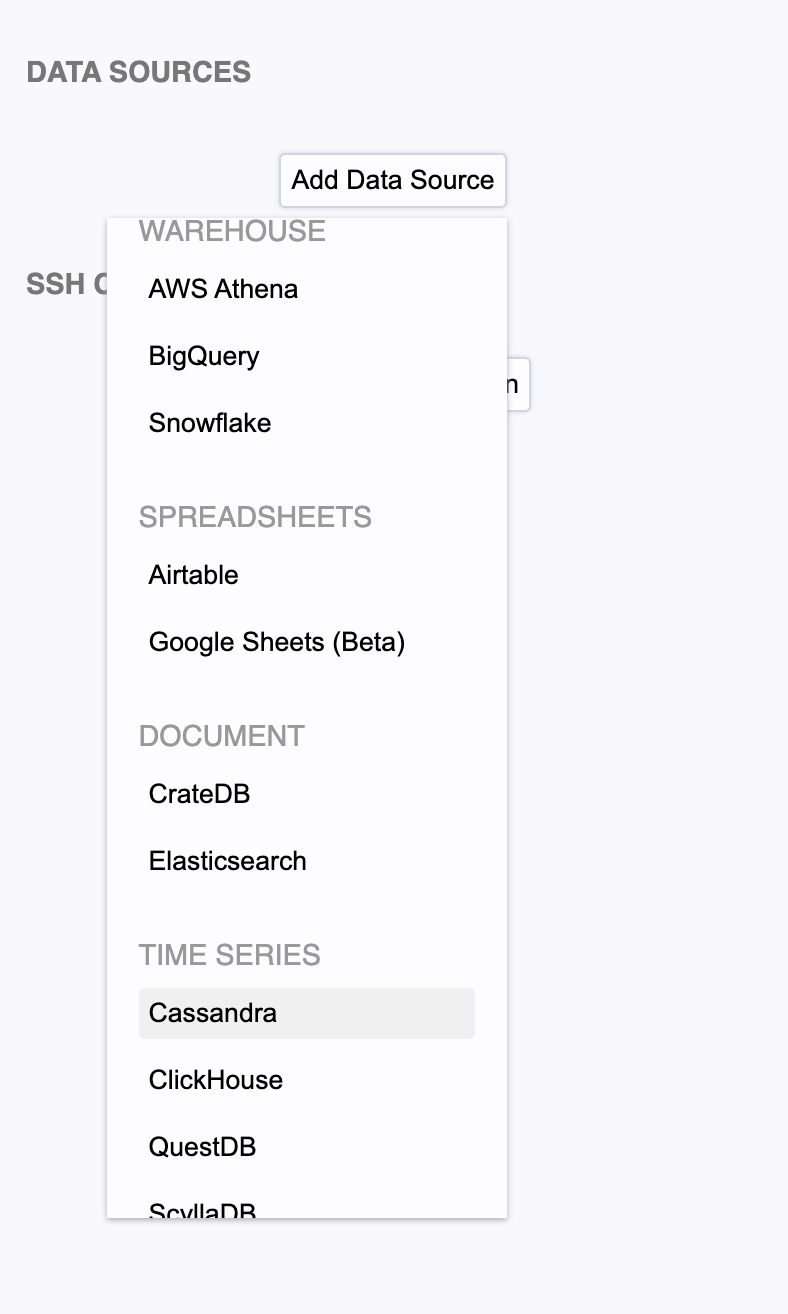 DATA SOURCES
Add Data Source
WAREHOUSE
SSH
AWS Athena
BigQuery
n
Snowflake
SPREADSHEETS
Airtable
Google Sheets (Beta)
DOCUMENT
CrateDB
Elasticsearch
TIME SERIES
Cassandra
ClickHouse
QuestDB
ScyllaDB